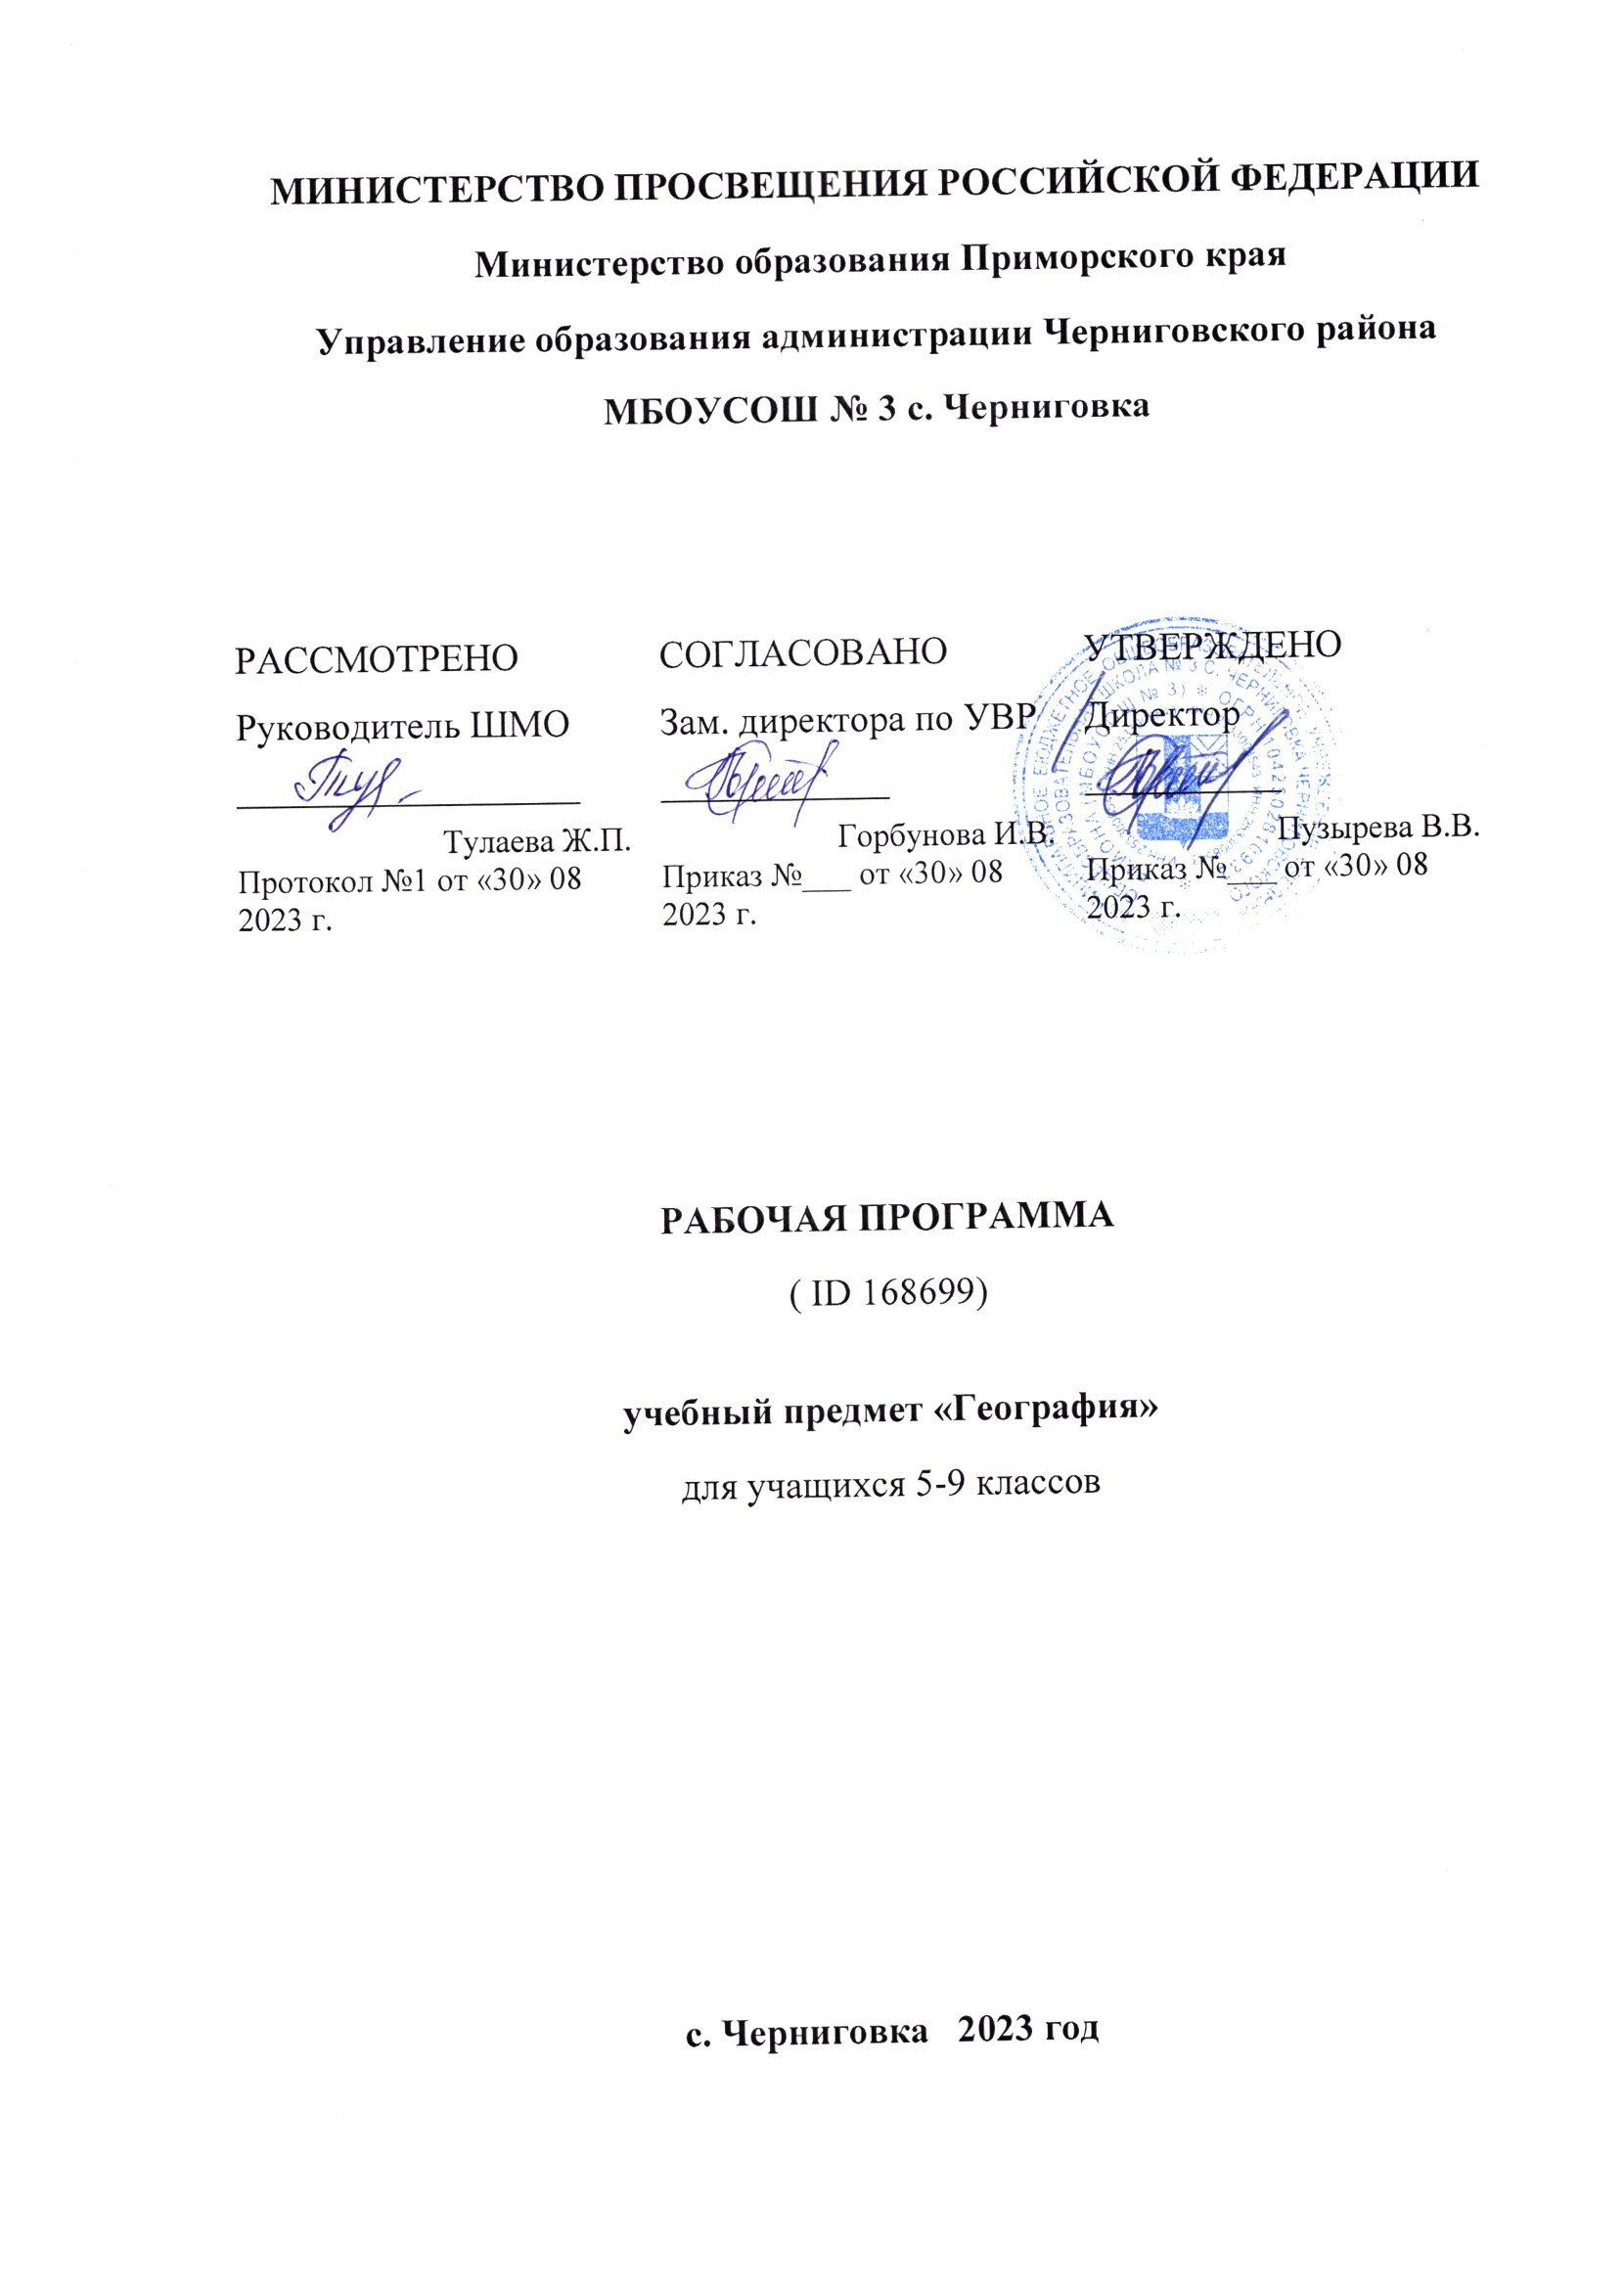 МИНИСТЕРСТВО ПРОСВЕЩЕНИЯ РОССИЙСКОЙ ФЕДЕРАЦИИ
Министерство образования Приморского края
Управление образования администрации Черниговского района
МБОУСОШ № 3 с. Черниговка
РАССМОТРЕНО
Руководитель ШМО
Тулаева Ж.П.
Протокол №1 от «30» 08
2023 г.
СОГЛАСОВАНО
Зам. директора по УВР
Горбунова И.В.
Приказ №___ от «30» 08
2023 г.
УТВЕРЖДЕНО
Директор
Пузырева В.В.
Приказ №___ от «30» 08
2023 г.
РАБОЧАЯ ПРОГРАММА
( ID 168699)
учебный предмет «География»
для учащихся 5-9 классов
с. Черниговка 2023 год